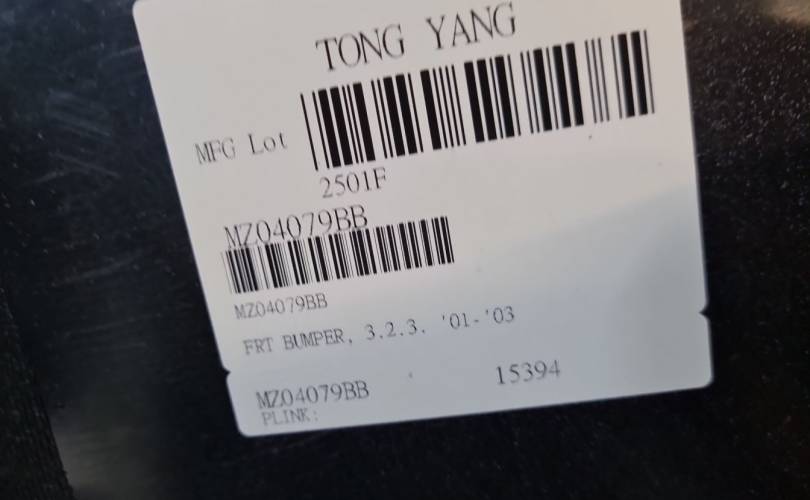 TONG YANG
MFG Lot
2501F
MZ04079BB
MZ04079BB
FRT BUMPER, 3.2.3. '01-'03
MZ04079BB
15394
PLINK: